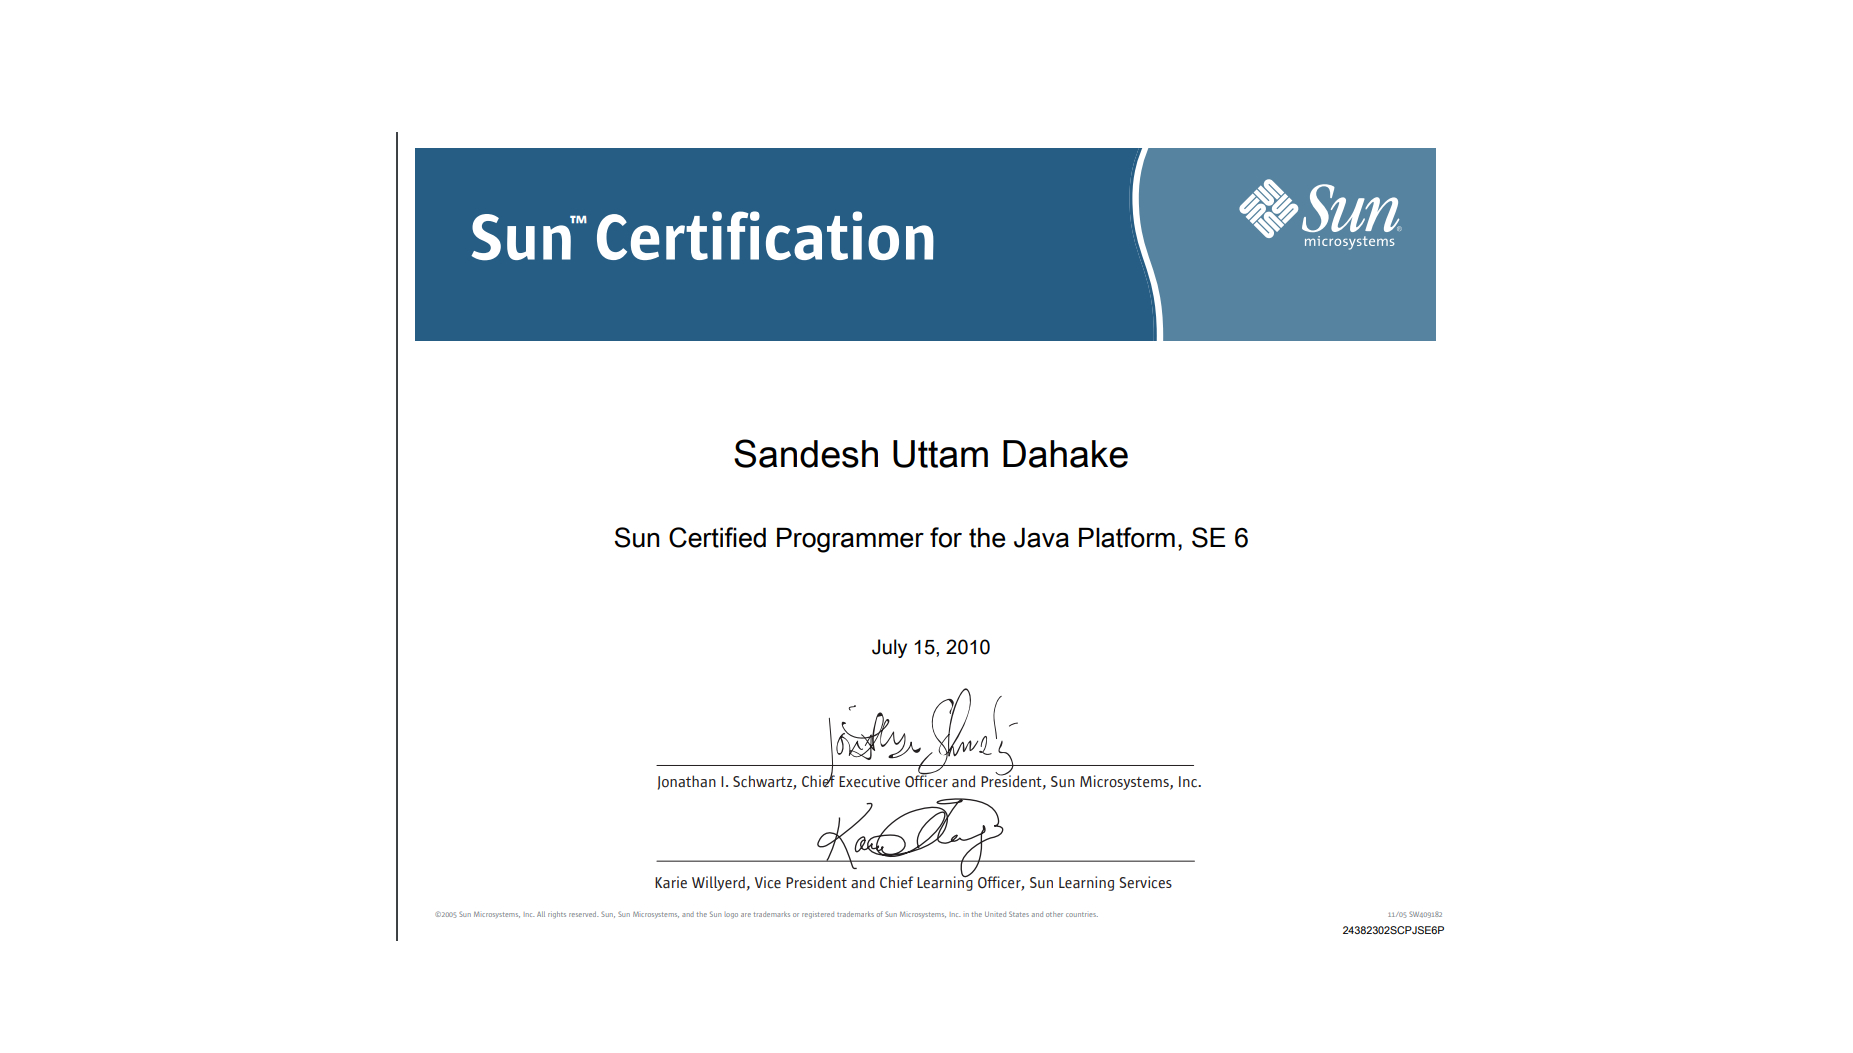 Sun™ Certification
Sun®
microsystems
Sandesh Uttam Dahake
Sun Certified Programmer for the Java Platform, SE 6
July 15, 2010
Jonathan I. Schwartz, Chief Executive Officer and President, Sun Microsystems, Inc.
Karie Willyerd, Vice President and Chief Learning Officer, Sun Learning Services
©2005 Sun Microsystems, Inc. All rights reserved. Sun, Sun Microsystems, and the Sun logo are trademarks or registered trademarks of Sun Microsystems, Inc. in the United States and other countries.
11/05 SW409182
24382302SCPJSE6P